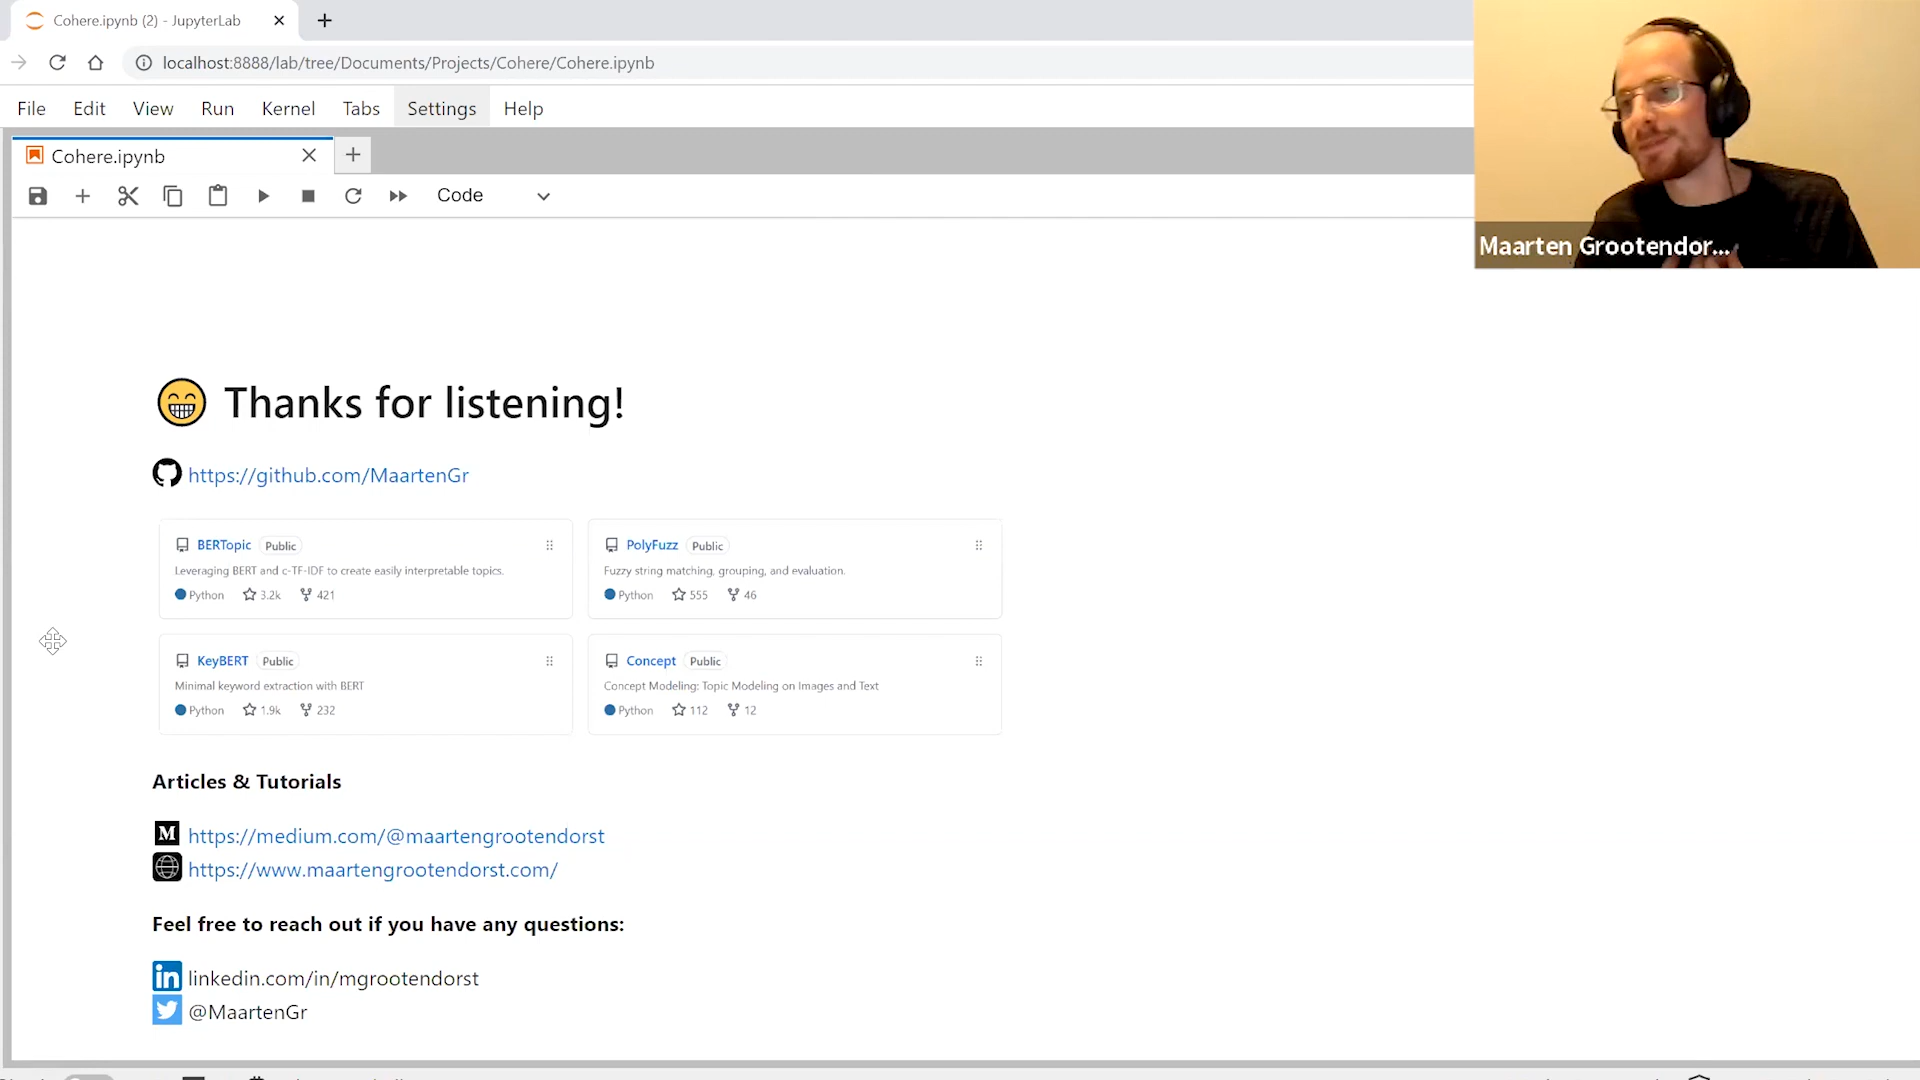 Cohere.ipynb (2) - JupyterLab
localhost:8888/lab/tree/Documents/Projects/Cohere/Cohere.ipynb
File Edit View Run Kernel Tabs Settings Help
Cohere.ipynb
Code
Maarten Grootendor...
Thanks for listening!
https://github.com/MaartenGr
BERTopic Public
Leveraging BERT and c-TF-IDF to create easily interpretable topics.
Python 3.2k 421
PolyFuzz Public
Fuzzy string matching, grouping, and evaluation.
Python 555 46
KeyBERT Public
Minimal keyword extraction with BERT
Python 1.9k 232
Concept Public
Concept Modeling: Topic Modeling on Images and Text
Python 112 12
Articles & Tutorials
M https://medium.com/@maartengrootendorst
https://www.maartengrootendorst.com/
Feel free to reach out if you have any questions:
in linkedin.com/in/mgrootendorst
@MaartenGr